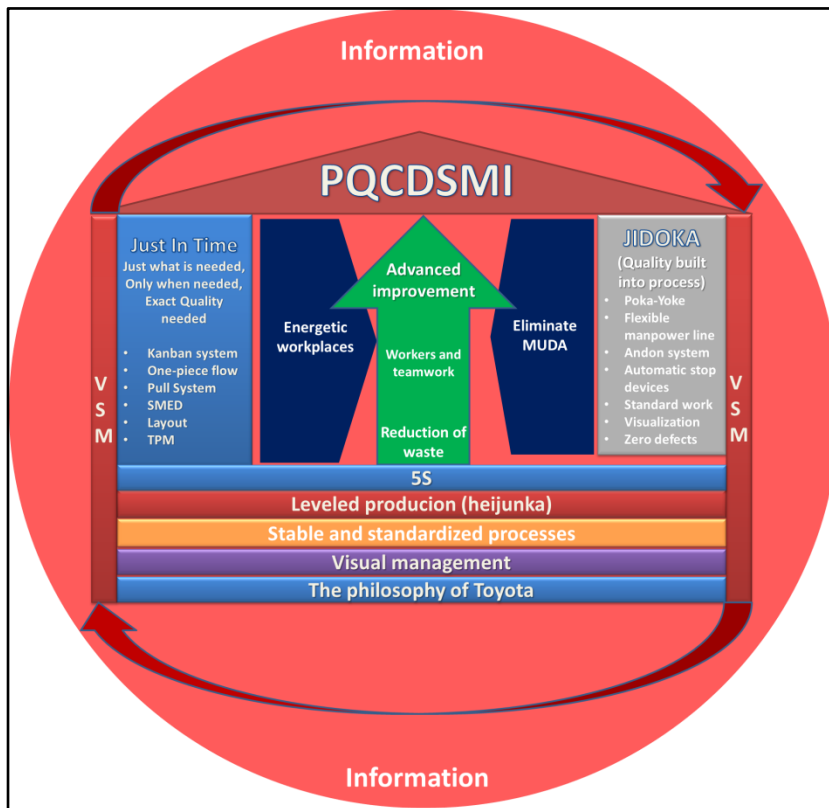 Information
PQCDSMI
VSM
Just In Time
Just what is needed,
Only when needed,
Exact Quality
needed
• Kanban system
• One-piece flow
• Pull System
• SMED
• Layout
• TPM
Energetic
workplaces
Advanced
improvement
Workers and
teamwork
Reduction of
waste
Eliminate
MUDA
JIDOKA
(Quality built
into process)
• Poka-Yoke
• Flexible
manpower line
• Andon system
• Automatic stop
devices
• Standard work
• Visualization
• Zero defects
VSM
5S
Leveled producion (heijunka)
Stable and standardized processes
Visual management
The philosophy of Toyota
Information